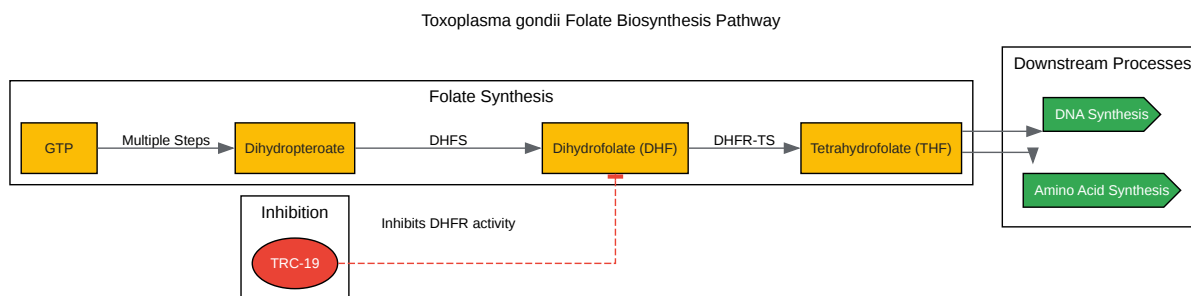 Toxoplasma gondii Folate Biosynthesis Pathway
Downstream Processes
Folate Synthesis
DNA Synthesis
GTP
Multiple Steps
Dihydropteroate
DHFS
Dihydrofolate (DHF)
DHFR-TS
Tetrahydrofolate (THF)
Amino Acid Synthesis
Inhibition
Inhibits DHFR activity
TRC-19